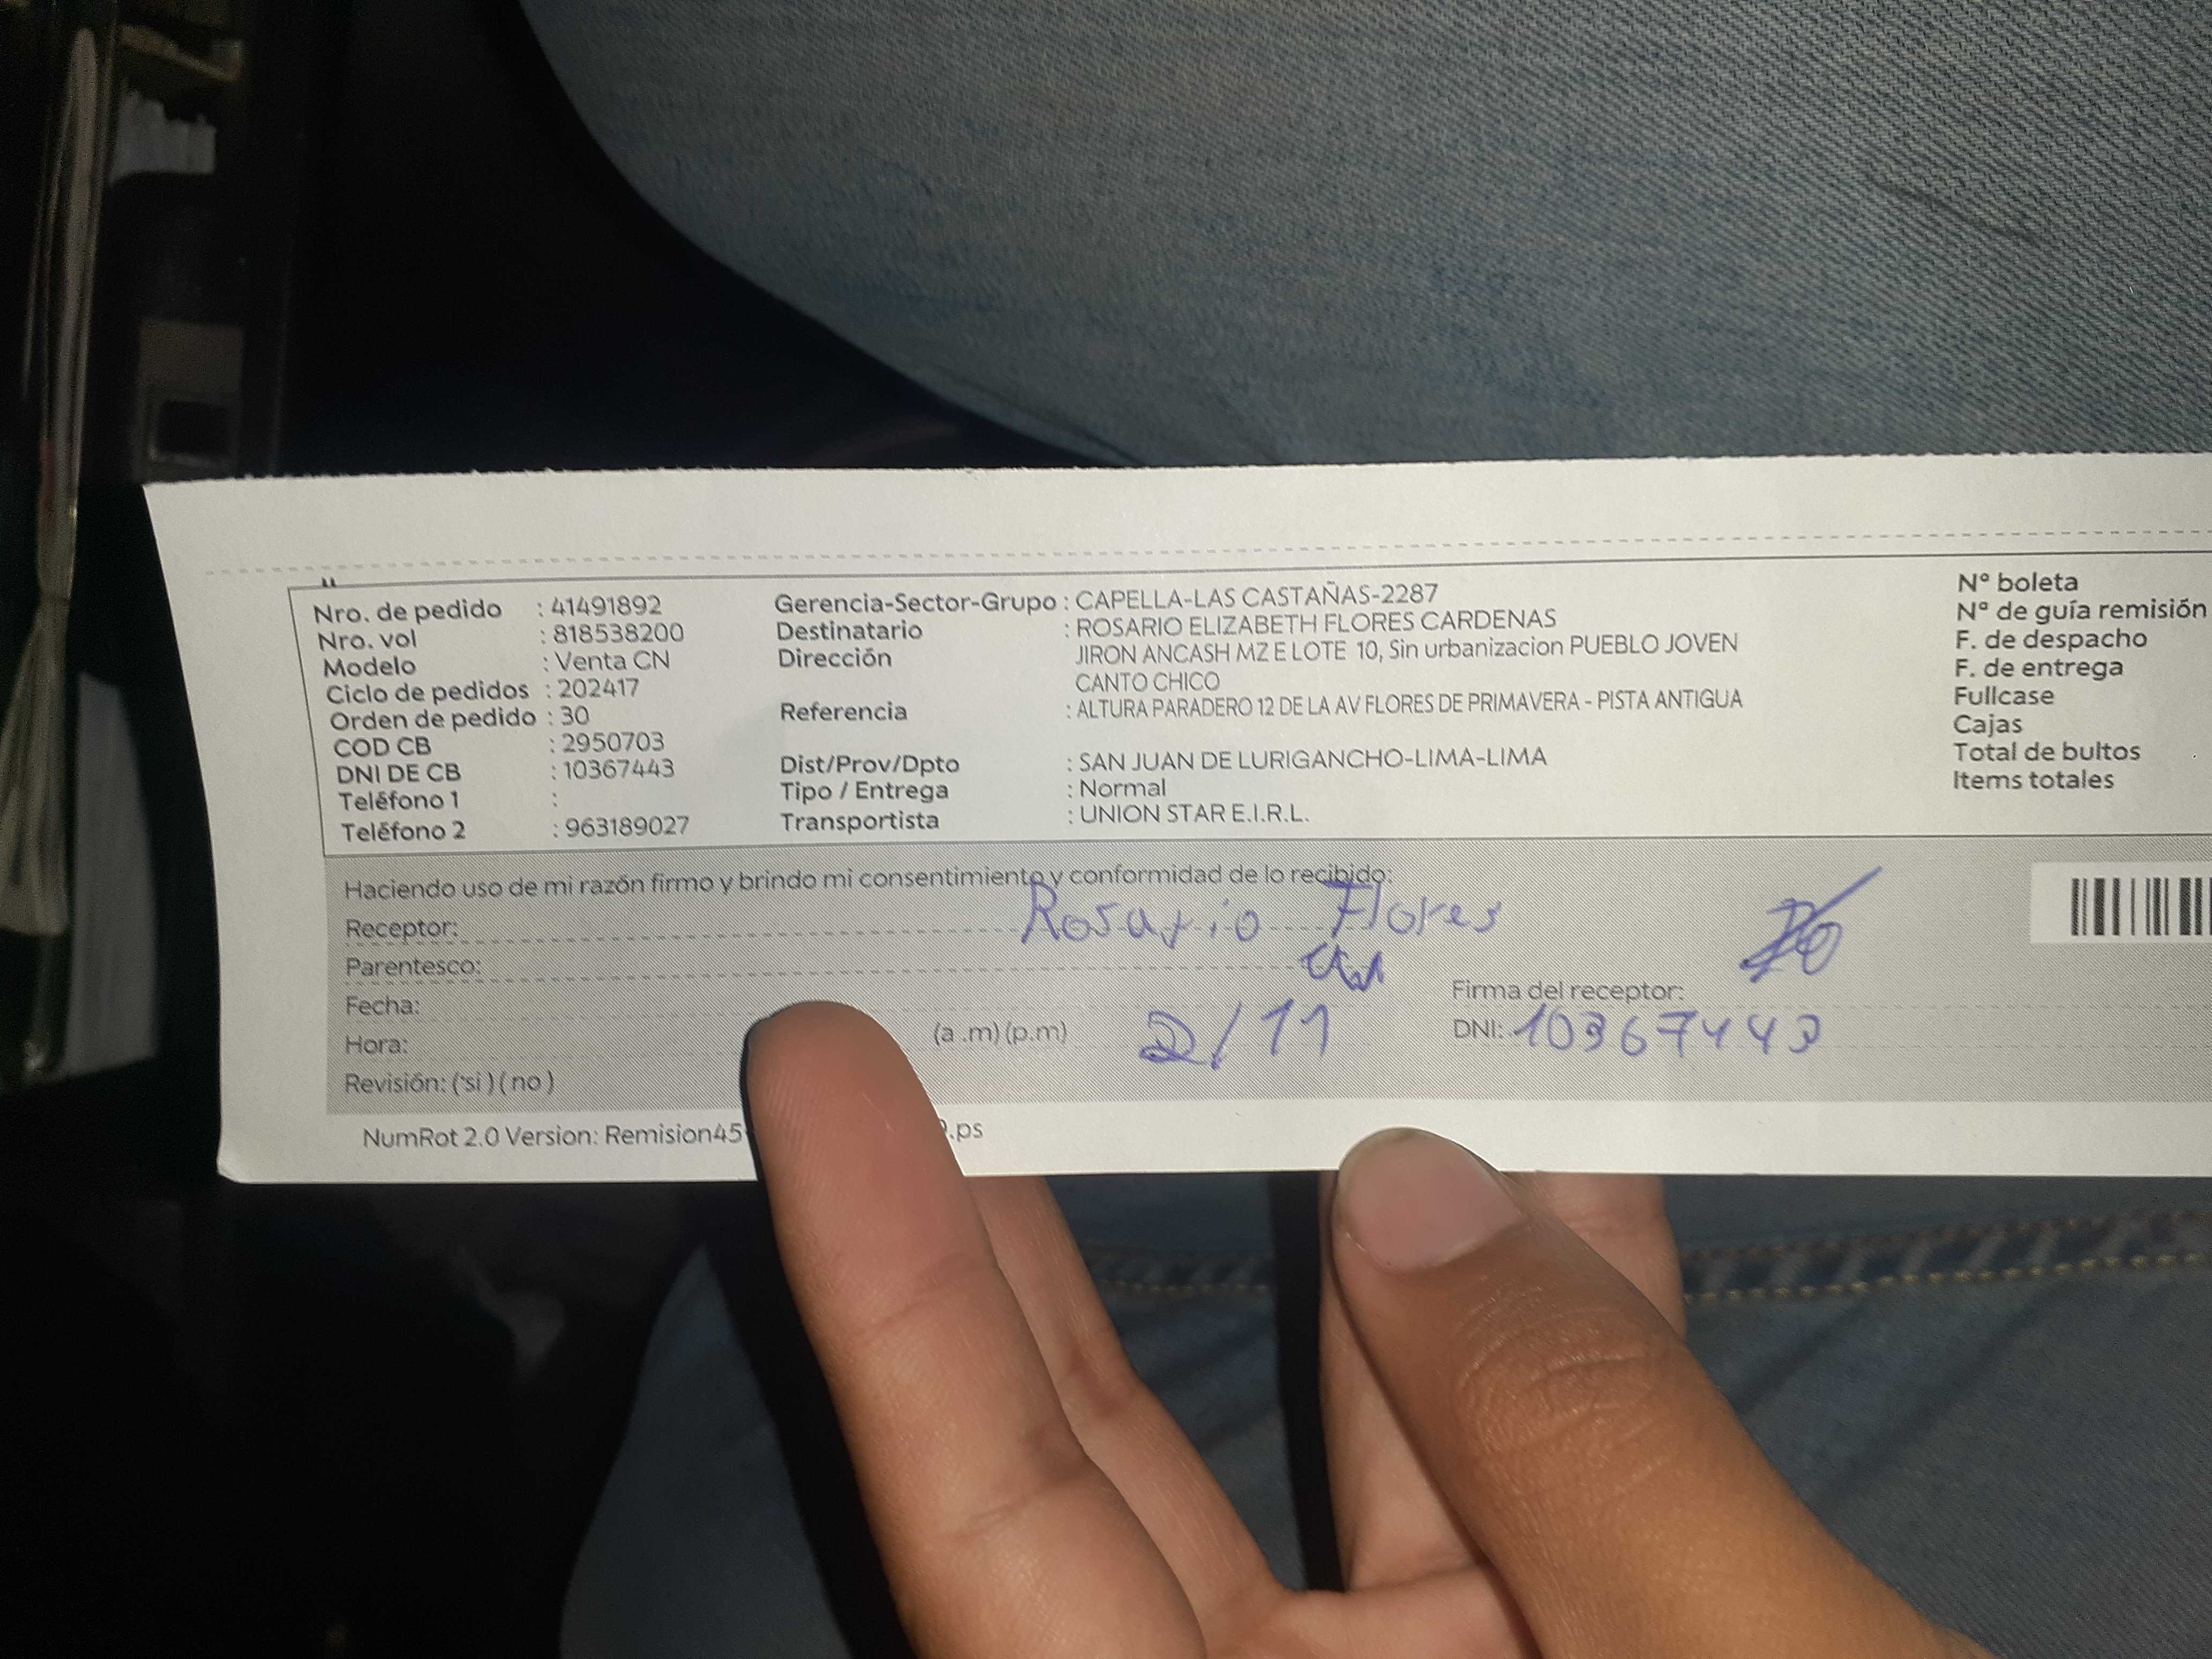 Nro. de pedido : 41491892
Nro. vol : 818538200
Modelo : Venta CN
Ciclo de pedidos : 202417
Orden de pedido : 30
COD CB : 2950703
DNI DE CB : 10367443
Teléfono 1 :
Teléfono 2 : 963189027
Gerencia-Sector-Grupo : CAPELLA-LAS CASTAÑAS-2287
Destinatario : ROSARIO ELIZABETH FLORES CARDENAS
Dirección JIRON ANCASH MZ E LOTE 10, Sin urbanizacion PUEBLO JOVEN
CANTO CHICO
Referencia : ALTURA PARADERO 12 DE LA AV FLORES DE PRIMAVERA - PISTA ANTIGUA
Dist/Prov/Dpto : SAN JUAN DE LURIGANCHO-LIMA-LIMA
Tipo / Entrega : Normal
Transportista : UNION STAR E.I.R.L.
Nº boleta
Nº de guía remisión
F. de despacho
F. de entrega
Fullcase
Cajas
Total de bultos
Items totales
Haciendo uso de mi razón firmo y brindo mi consentimiento y conformidad de lo recibido:
Receptor: Rosario Flores
Parentesco:
Fecha: 2/11
Hora: (a .m) (p.m)
Revisión: (si) (no)
Firma del receptor:
DNI: 10367443
NumRot 2.0 Version: Remision45 .ps